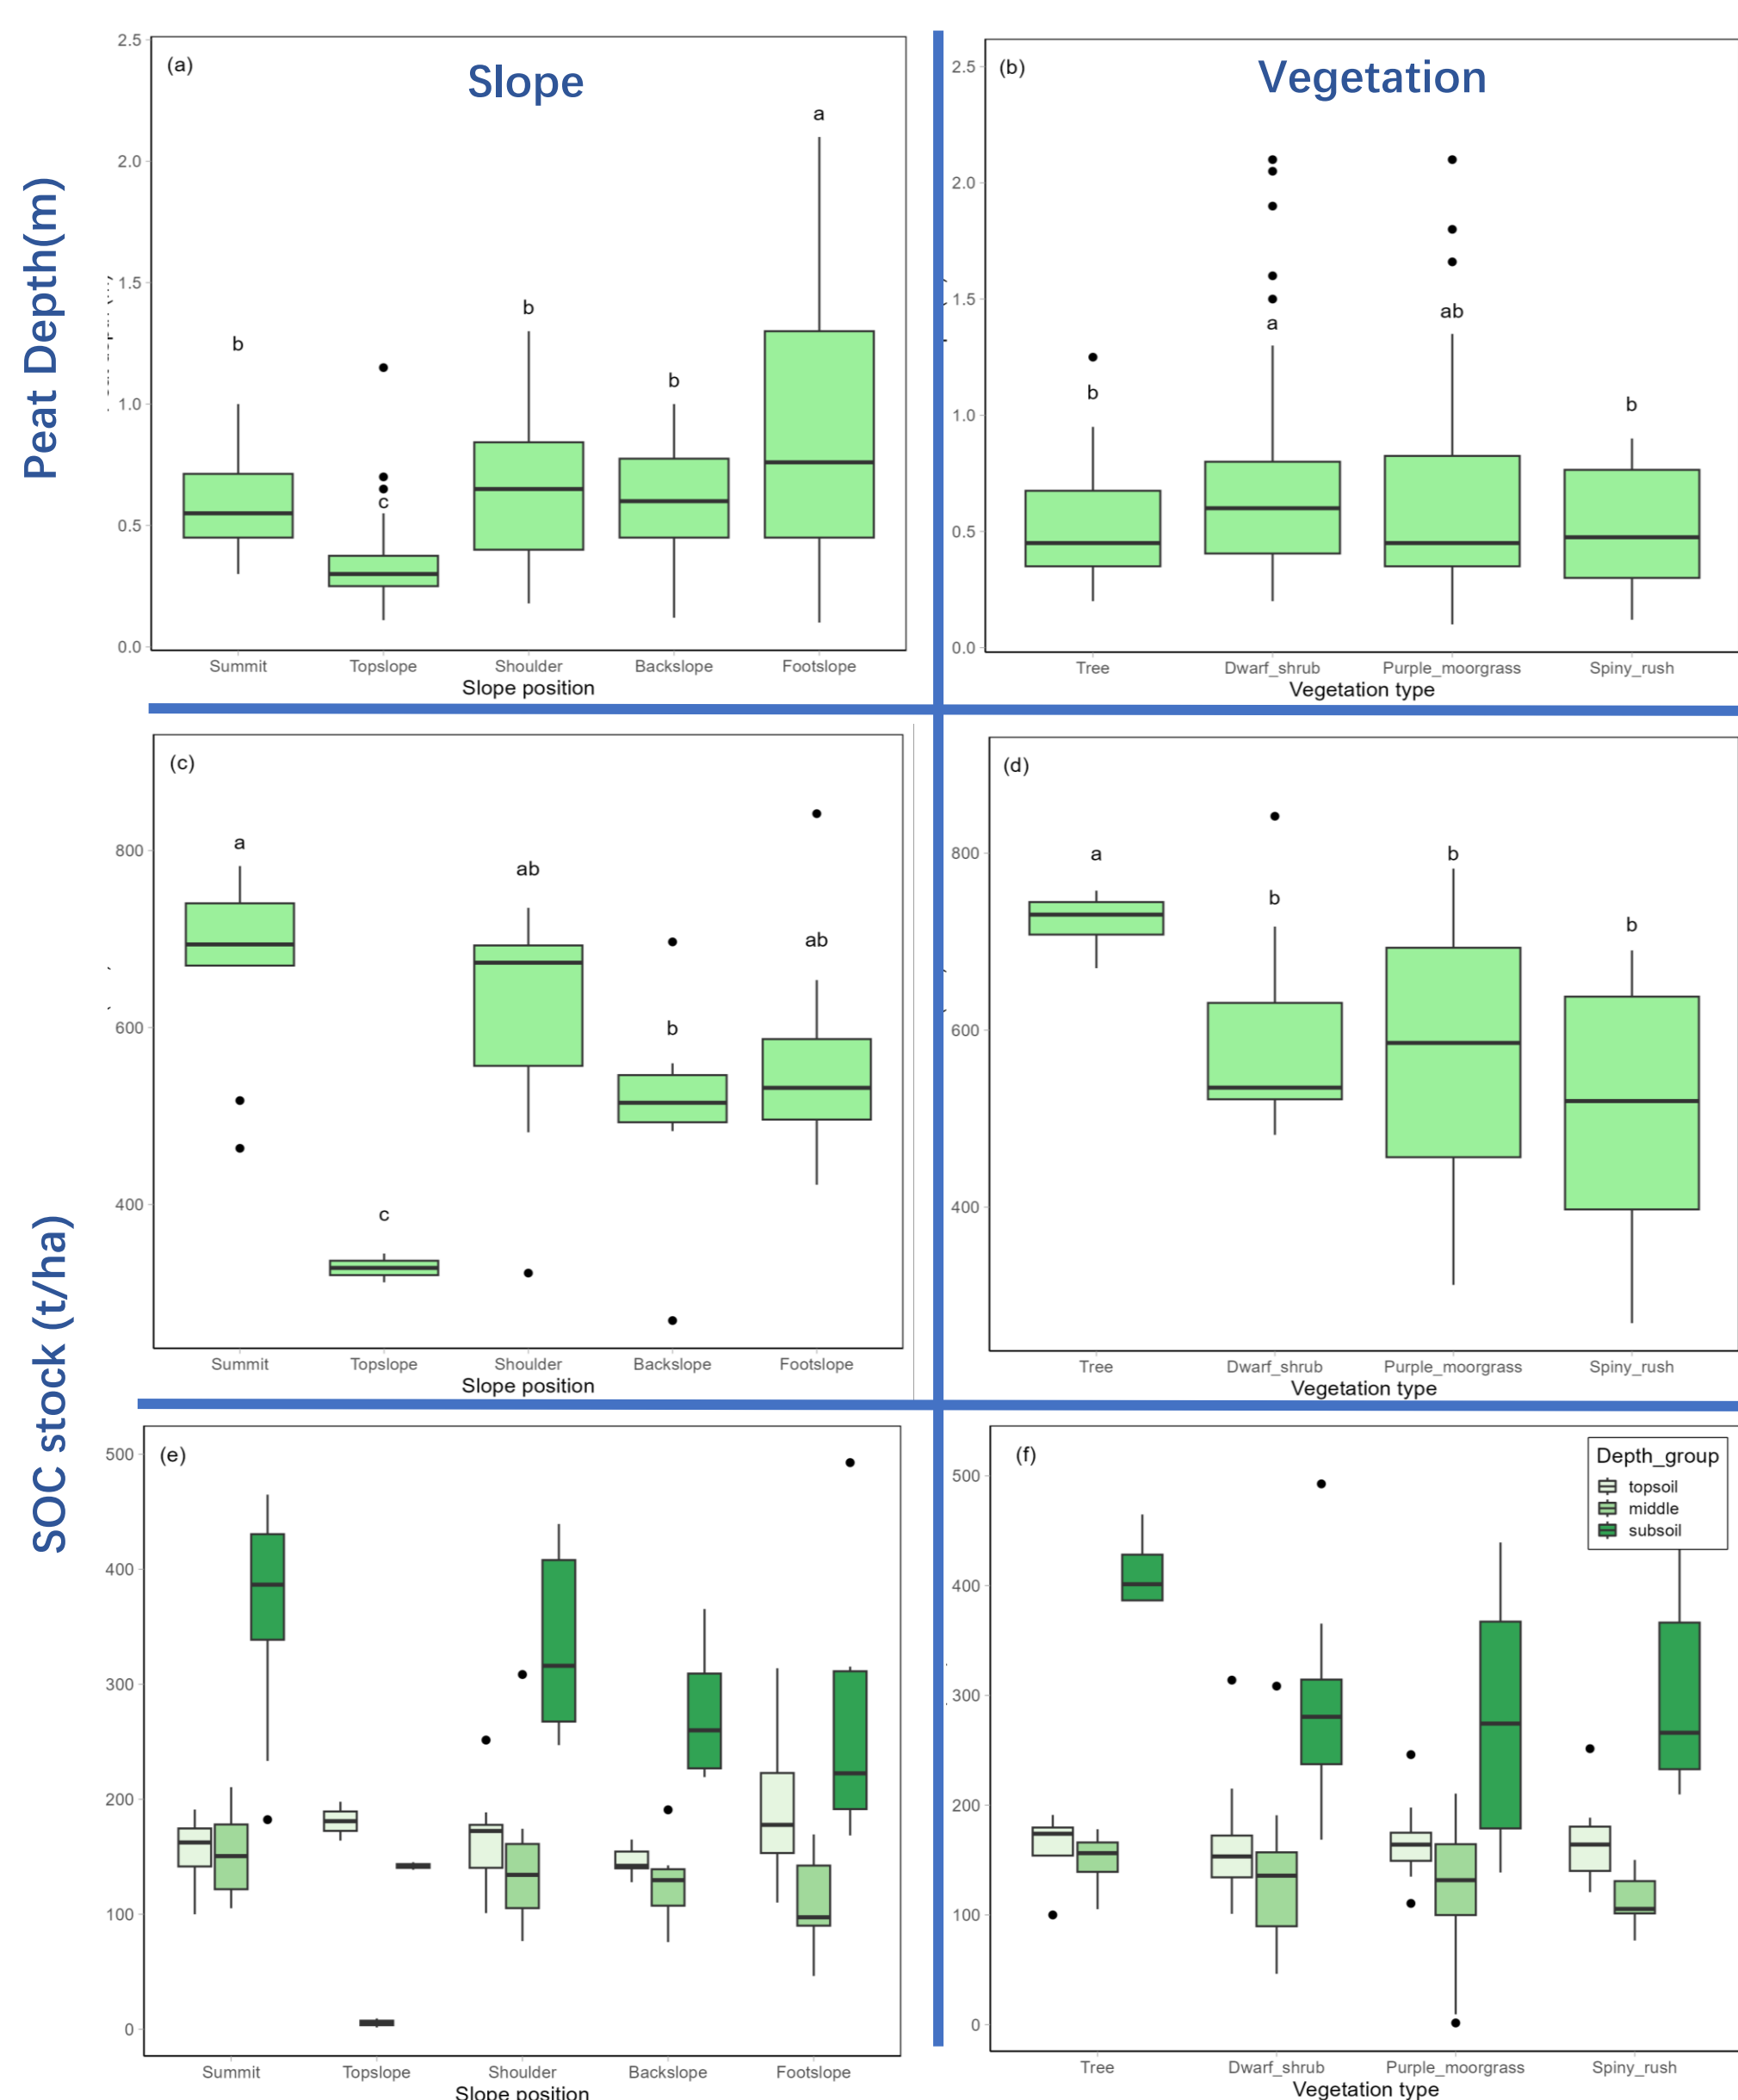 Slope
Vegetation
Peat Depth(m)
SOC stock (t/ha)
(a)
2.5
2.0
1.5
1.0
0.5
0.0
b
c
b
b
a
Summit Topslope Shoulder Backslope Footslope
Slope position
(b)
2.5
2.0
1.5
1.0
0.5
0.0
b
a
ab
b
Tree Dwarf_shrub Purple_moorgrass Spiny_rush
Vegetation type
(c)
800
600
400
a
c
ab
b
ab
Summit Topslope Shoulder Backslope Footslope
Slope position
(d)
800
600
400
a
b
b
b
Tree Dwarf_shrub Purple_moorgrass Spiny_rush
Vegetation type
(e)
500
400
300
200
100
0
Summit Topslope Shoulder Backslope Footslope
Slope position
(f)
500
400
300
200
100
0
Depth_group
topsoil
middle
subsoil
Tree Dwarf_shrub Purple_moorgrass Spiny_rush
Vegetation type